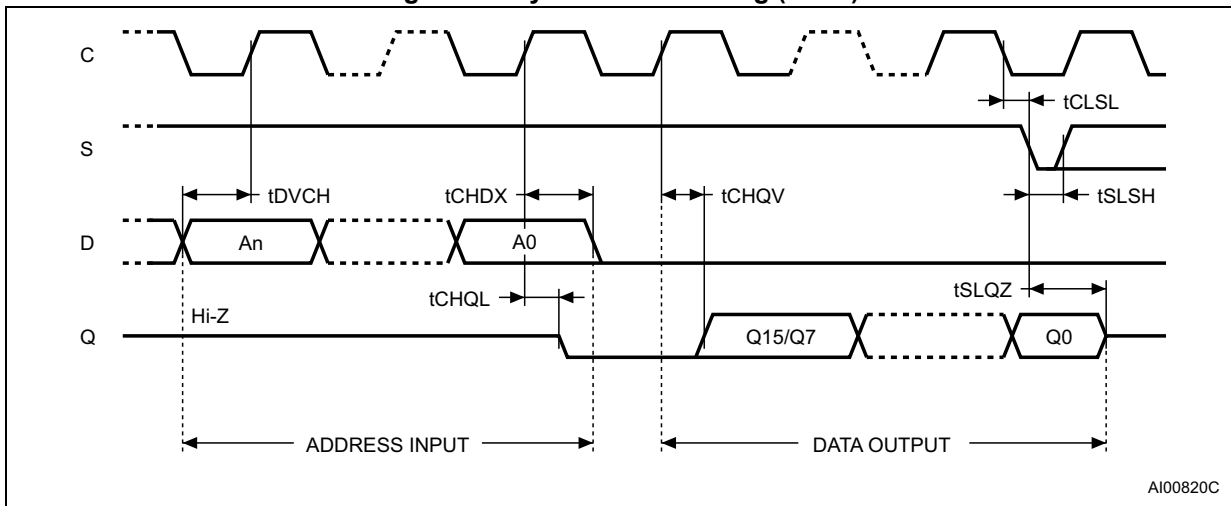 C
tCLSL
S
tDVCH
tCHDX
tCHQV
tSLSH
D
An
A0
tCHQL
tSLQZ
Hi-Z
Q
Q15/Q7
Q0
ADDRESS INPUT
DATA OUTPUT
AI00820C